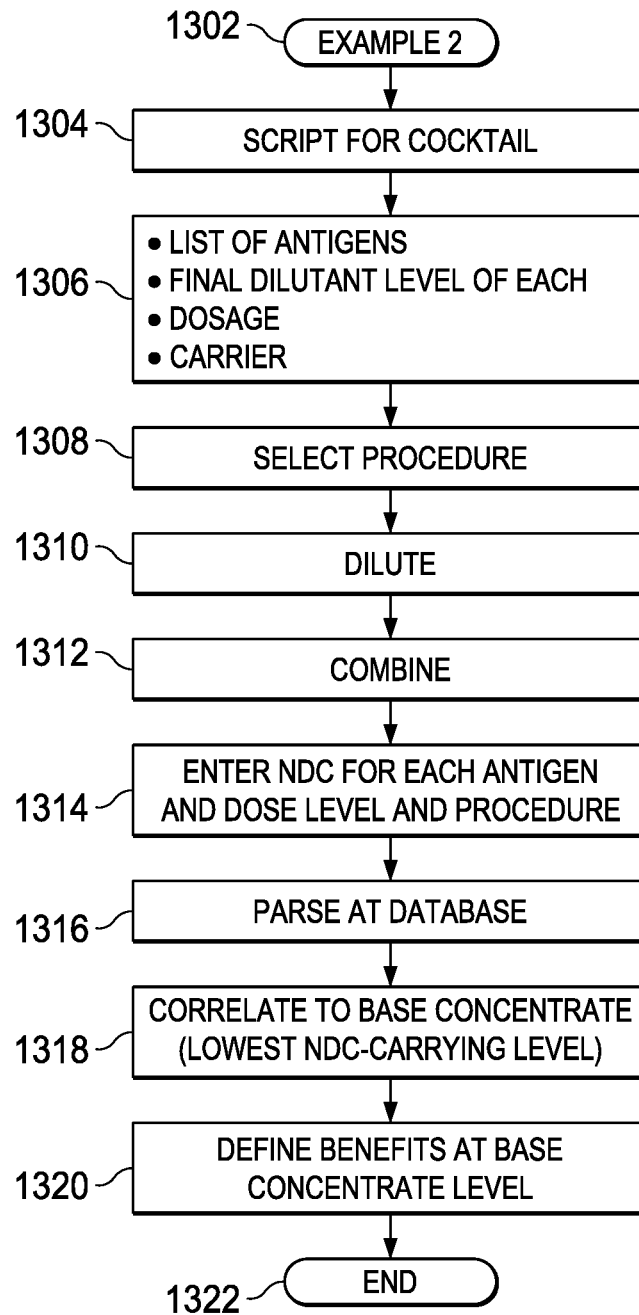 1302
EXAMPLE 2
1304
SCRIPT FOR COCKTAIL
1306
• LIST OF ANTIGENS
• FINAL DILUTANT LEVEL OF EACH
• DOSAGE
• CARRIER
1308
SELECT PROCEDURE
1310
DILUTE
1312
COMBINE
1314
ENTER NDC FOR EACH ANTIGEN
AND DOSE LEVEL AND PROCEDURE
1316
PARSE AT DATABASE
1318
CORRELATE TO BASE CONCENTRATE
(LOWEST NDC-CARRYING LEVEL)
1320
DEFINE BENEFITS AT BASE
CONCENTRATE LEVEL
1322
END